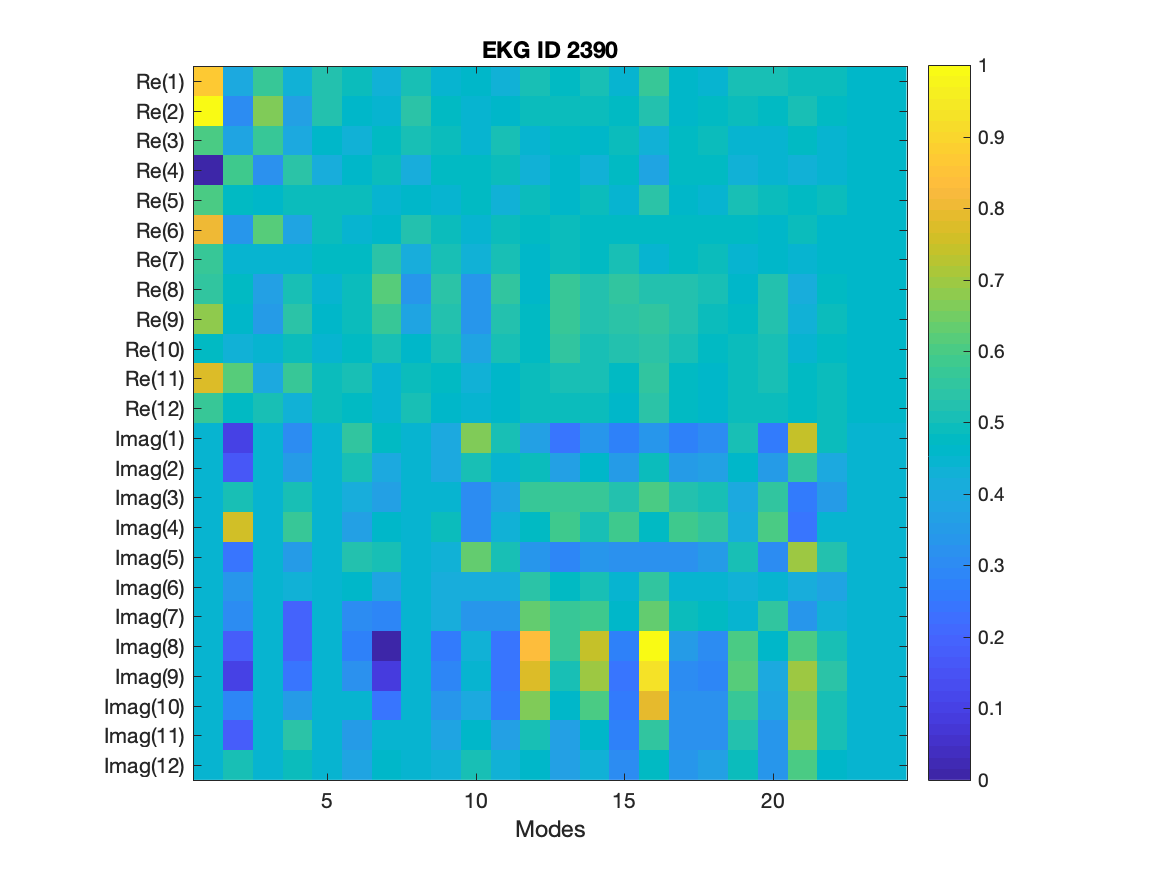 EKG ID 2390
Re(1)
Re(2)
Re(3)
Re(4)
Re(5)
Re(6)
Re(7)
Re(8)
Re(9)
Re(10)
Re(11)
Re(12)
Imag(1)
Imag(2)
Imag(3)
Imag(4)
Imag(5)
Imag(6)
Imag(7)
Imag(8)
Imag(9)
Imag(10)
Imag(11)
Imag(12)
5 10 15 20
Modes
1
0.9
0.8
0.7
0.6
0.5
0.4
0.3
0.2
0.1
0